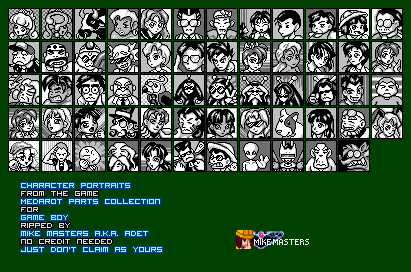 CHARACTER PORTRAITS
FROM THE GAME
MEDAROT PARTS COLLECTION
FOR
GAME BOY
RIPPED BY
MIKE MASTERS A.K.A. ADET
NO CREDIT NEEDED
JUST DON'T CLAIM AS YOURS
MIKE MASTERS